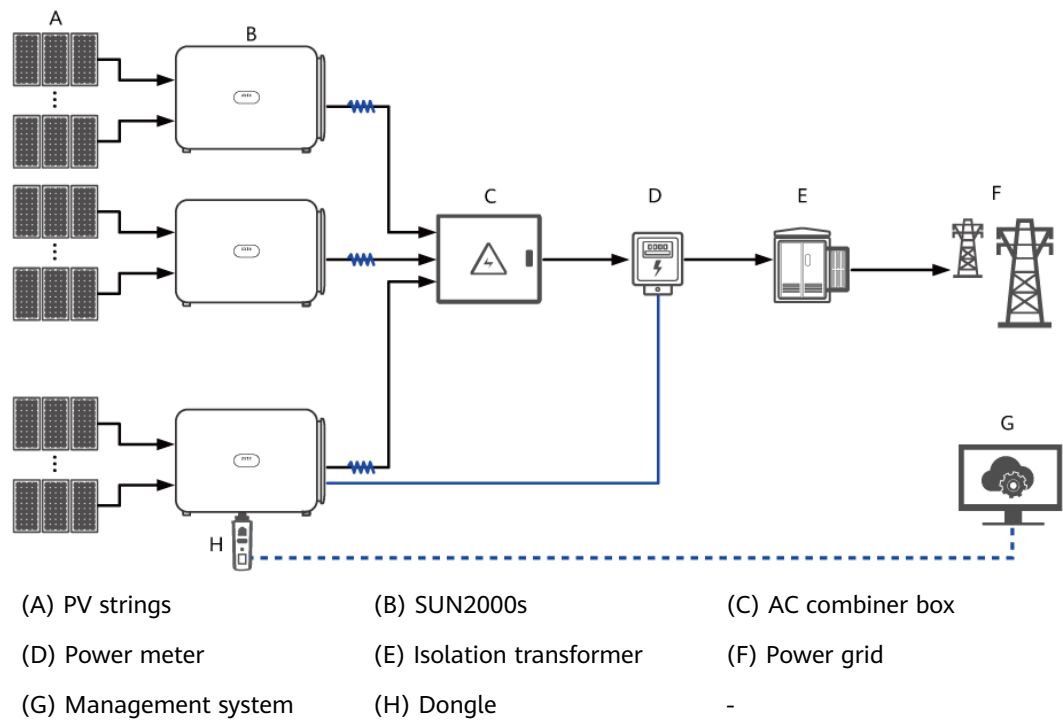 A
B
C
D
E
F
G
H
(A) PV strings (B) SUN2000s (C) AC combiner box
(D) Power meter (E) Isolation transformer (F) Power grid
(G) Management system (H) Dongle -